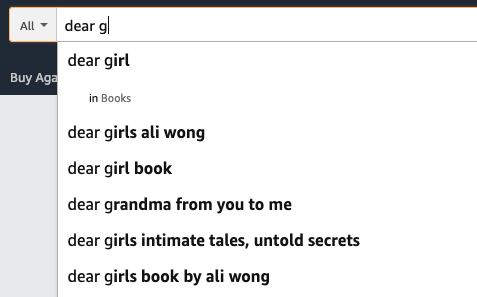 All dear g
Buy Aga
dear girl
in Books
dear girls ali wong
dear girl book
dear grandma from you to me
dear girls intimate tales, untold secrets
dear girls book by ali wong